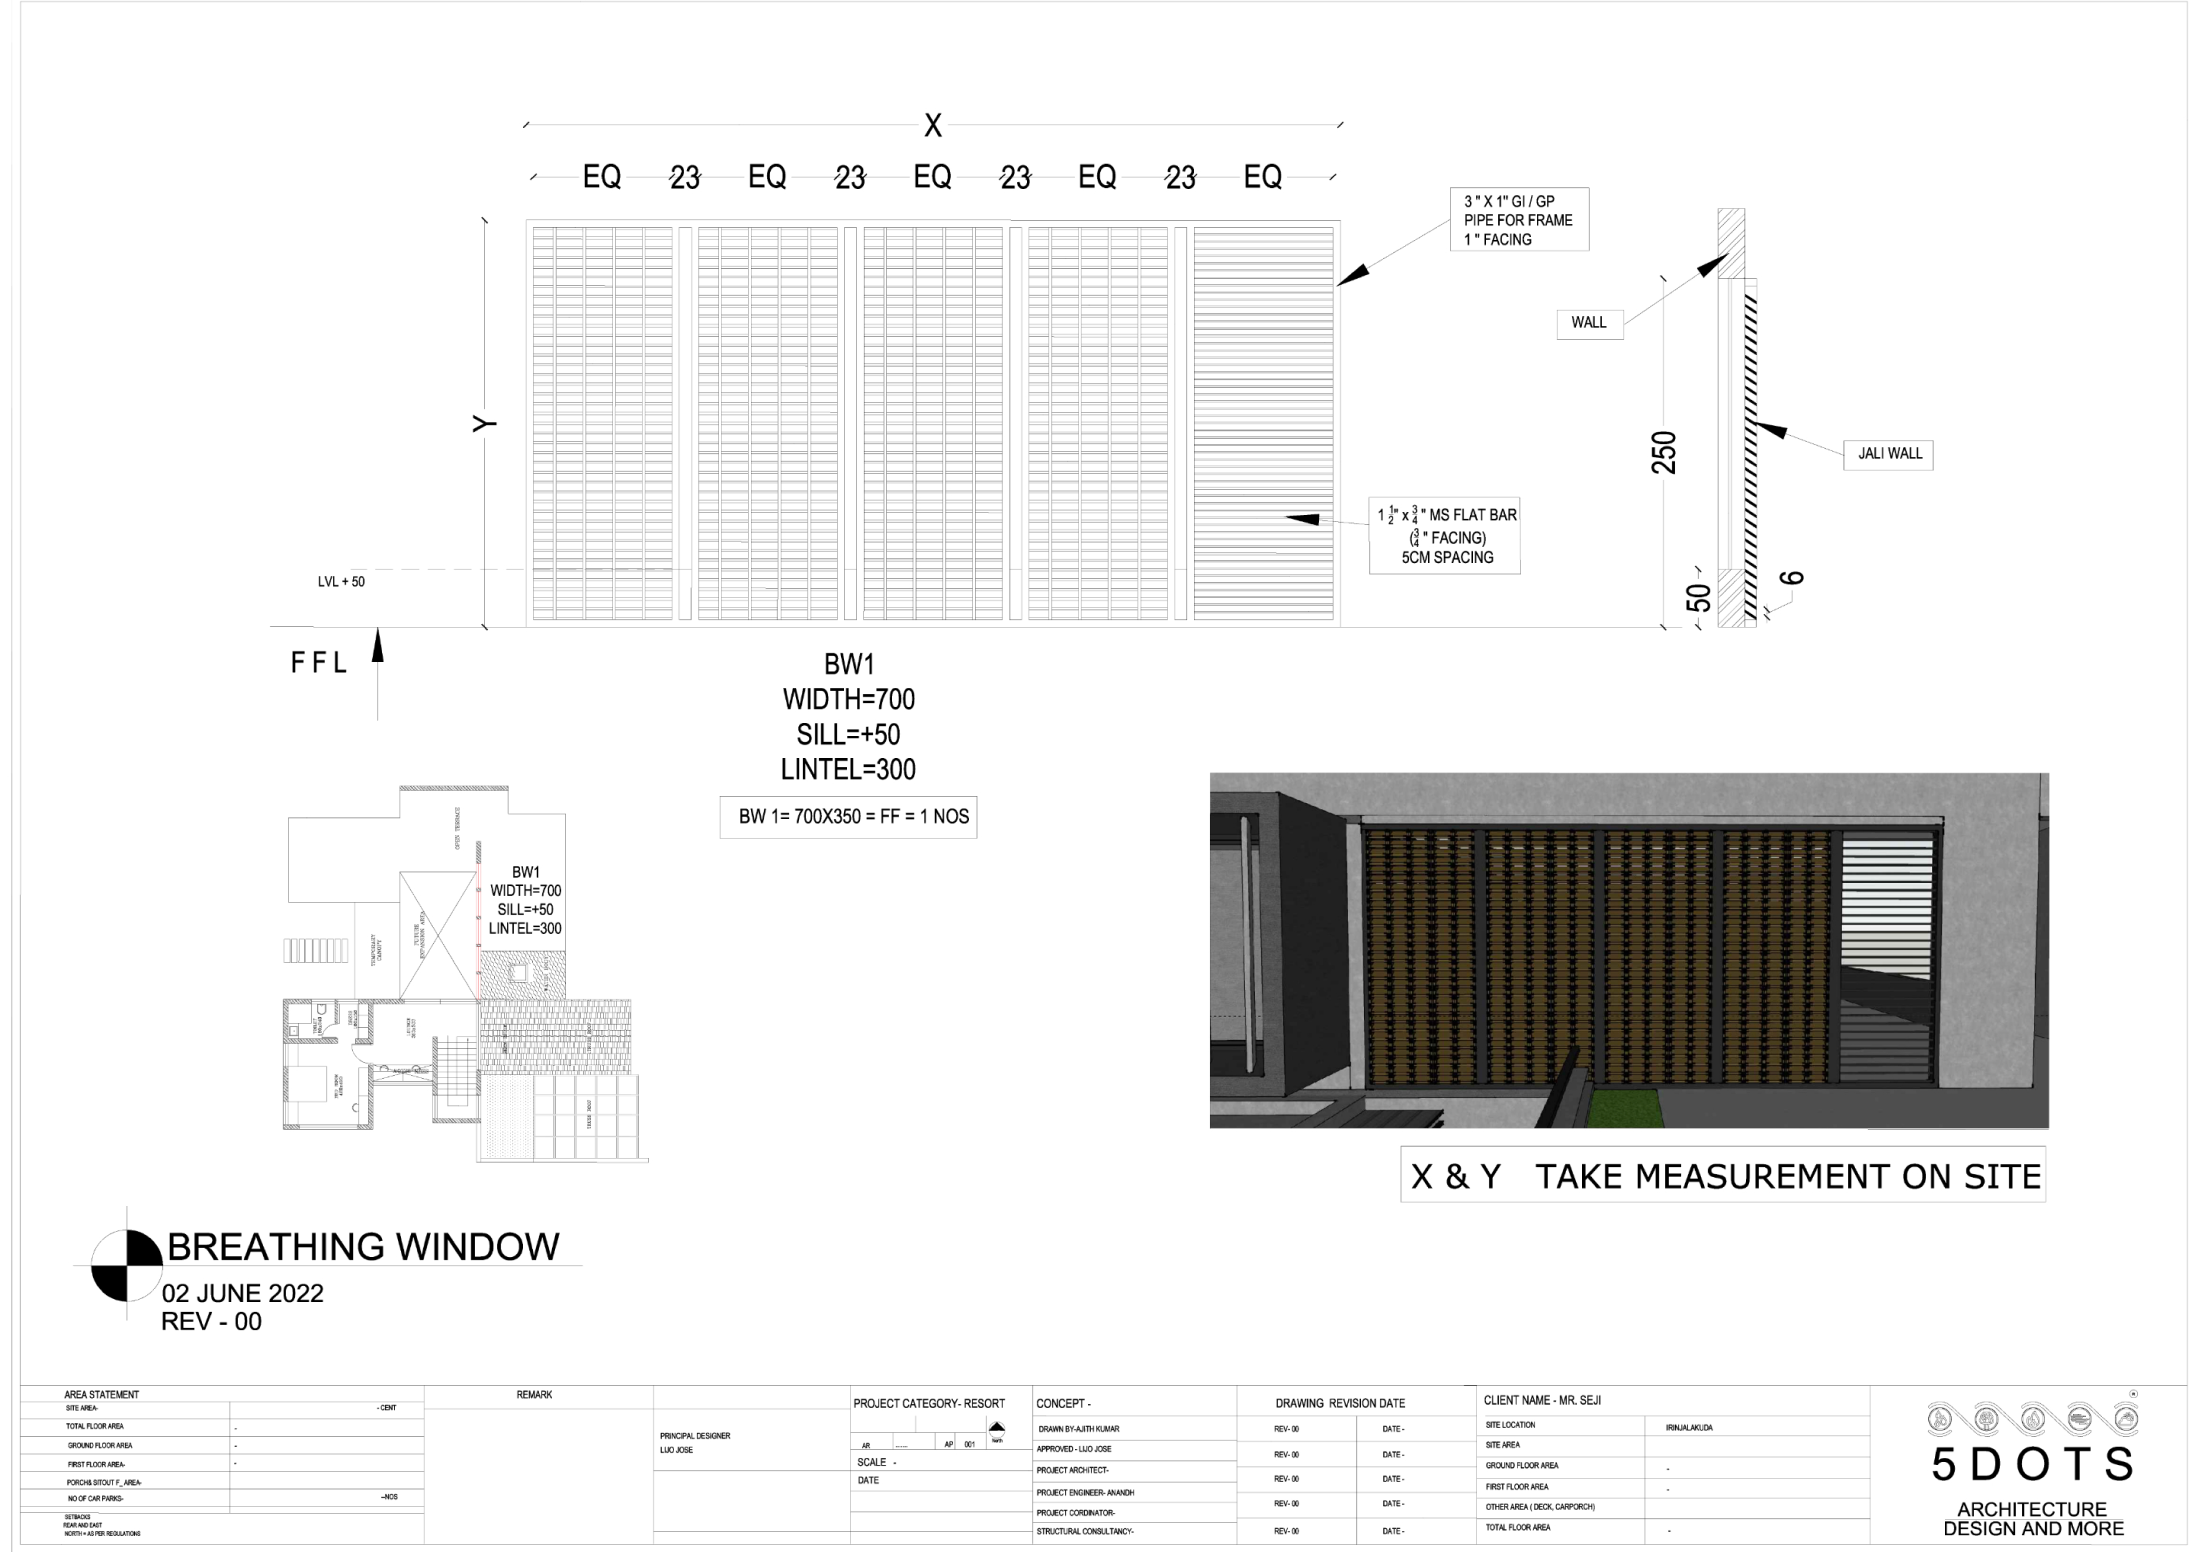 X
EQ 23 EQ 23 EQ 23 EQ 23 EQ
3 " X 1" GI / GP
PIPE FOR FRAME
1 " FACING
WALL
Y
250
JALI WALL
1 1/2" x 3/4 " MS FLAT BAR
(3/4 " FACING)
5CM SPACING
LVL + 50
50
6
F F L
BW1
WIDTH=700
SILL=+50
LINTEL=300
BW 1= 700X350 = FF = 1 NOS
OPEN TERRACE
BW1
WIDTH=700
SILL=+50
LINTEL=300
FUTURE
EXPANSION AREA
TEMPORARY
CANOPY
X & Y TAKE MEASUREMENT ON SITE
BREATHING WINDOW
02 JUNE 2022
REV - 00
AREA STATEMENT
SITE AREA- - CENT
TOTAL FLOOR AREA -
GROUND FLOOR AREA -
FIRST FLOOR AREA- -
PORCH& SITOUT F_ AREA-
NO OF CAR PARKS- --NOS
SETBACKS
REAR AND EAST
NORTH = AS PER REGULATIONS
REMARK
PRINCIPAL DESIGNER
LIJO JOSE
PROJECT CATEGORY- RESORT
AR ..... AP 001 North
SCALE -
DATE
CONCEPT -
DRAWN BY-AJITH KUMAR
APPROVED - LIJO JOSE
PROJECT ARCHITECT-
PROJECT ENGINEER- ANANDH
PROJECT CORDINATOR-
STRUCTURAL CONSULTANCY-
DRAWING REVISION DATE
REV- 00 DATE -
REV- 00 DATE -
REV- 00 DATE -
REV- 00 DATE -
REV- 00 DATE -
CLIENT NAME - MR. SEJI
SITE LOCATION IRINJALAKUDA
SITE AREA
GROUND FLOOR AREA -
FIRST FLOOR AREA -
OTHER AREA ( DECK, CARPORCH)
TOTAL FLOOR AREA -
5 D O T S
ARCHITECTURE
DESIGN AND MORE